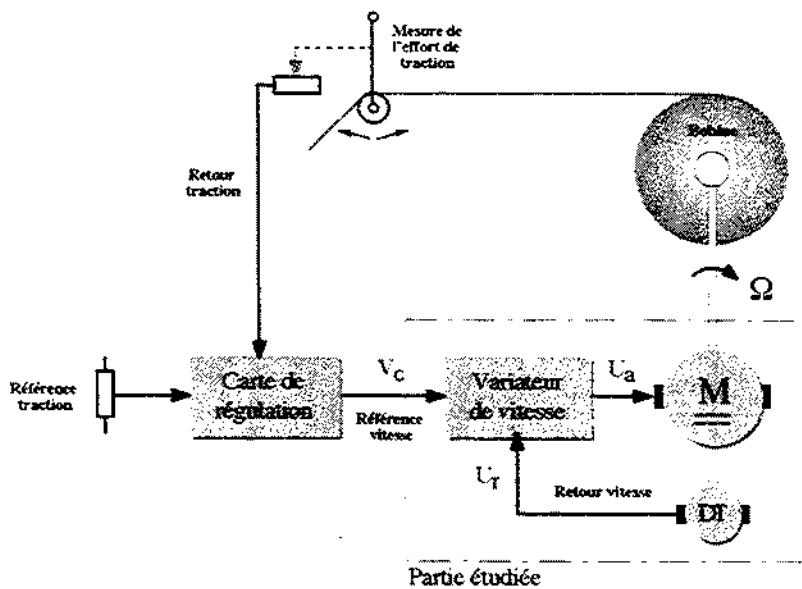 Mesure de
l'effort de
traction
Bobine
Retour
traction
Ω
Référence
traction
Carte de
régulation
V_c
Référence
vitesse
Variateur
de vitesse
U_a
M
U_r
Retour vitesse
DT
Partie étudiée